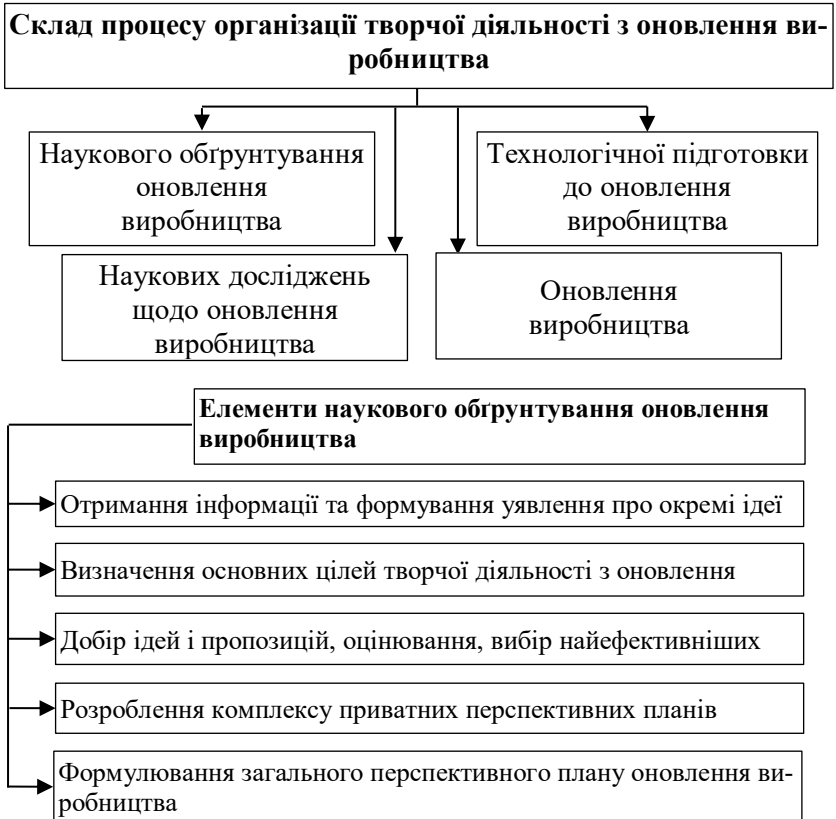 Склад процесу організації творчої діяльності з оновлення ви-
робництва
Наукового обґрунтування
оновлення
виробництва
Технологічної підготовки
до оновлення
виробництва
Наукових досліджень
щодо оновлення
виробництва
Оновлення
виробництва
Елементи наукового обґрунтування оновлення
виробництва
Отримання інформації та формування уявлення про окремі ідеї
Визначення основних цілей творчої діяльності з оновлення
Добір ідей і пропозицій, оцінювання, вибір найефективніших
Розроблення комплексу приватних перспективних планів
Формулювання загального перспективного плану оновлення ви-
робництва